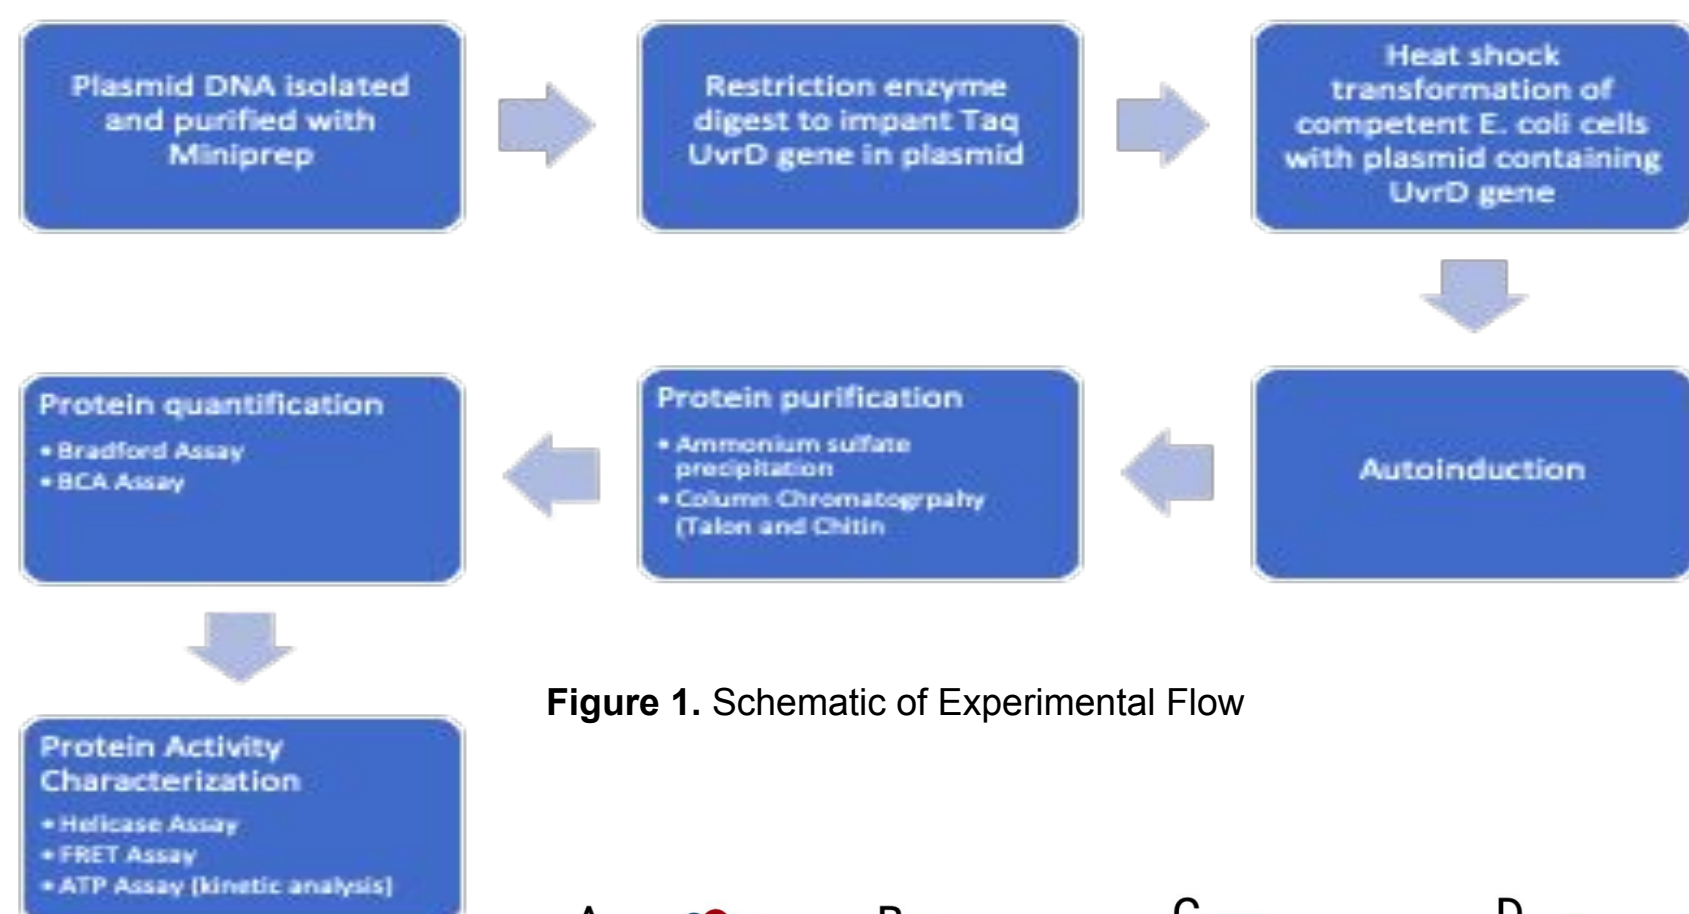 Plasmid DNA isolated
and purified with
Miniprep
Restriction enzyme
digest to impant Taq
UvrD gene in plasmid
Heat shock
transformation of
competent E. coli cells
with plasmid containing
UvrD gene
Autoinduction
Protein purification
• Ammonium sulfate
precipitation
• Column Chromatogrpahy
(Talon and Chitin
Protein quantification
• Bradford Assay
• BCA Assay
Protein Activity
Characterization
• Helicase Assay
• FRET Assay
• ATP Assay (kinetic analysis)
Figure 1. Schematic of Experimental Flow
A B C D